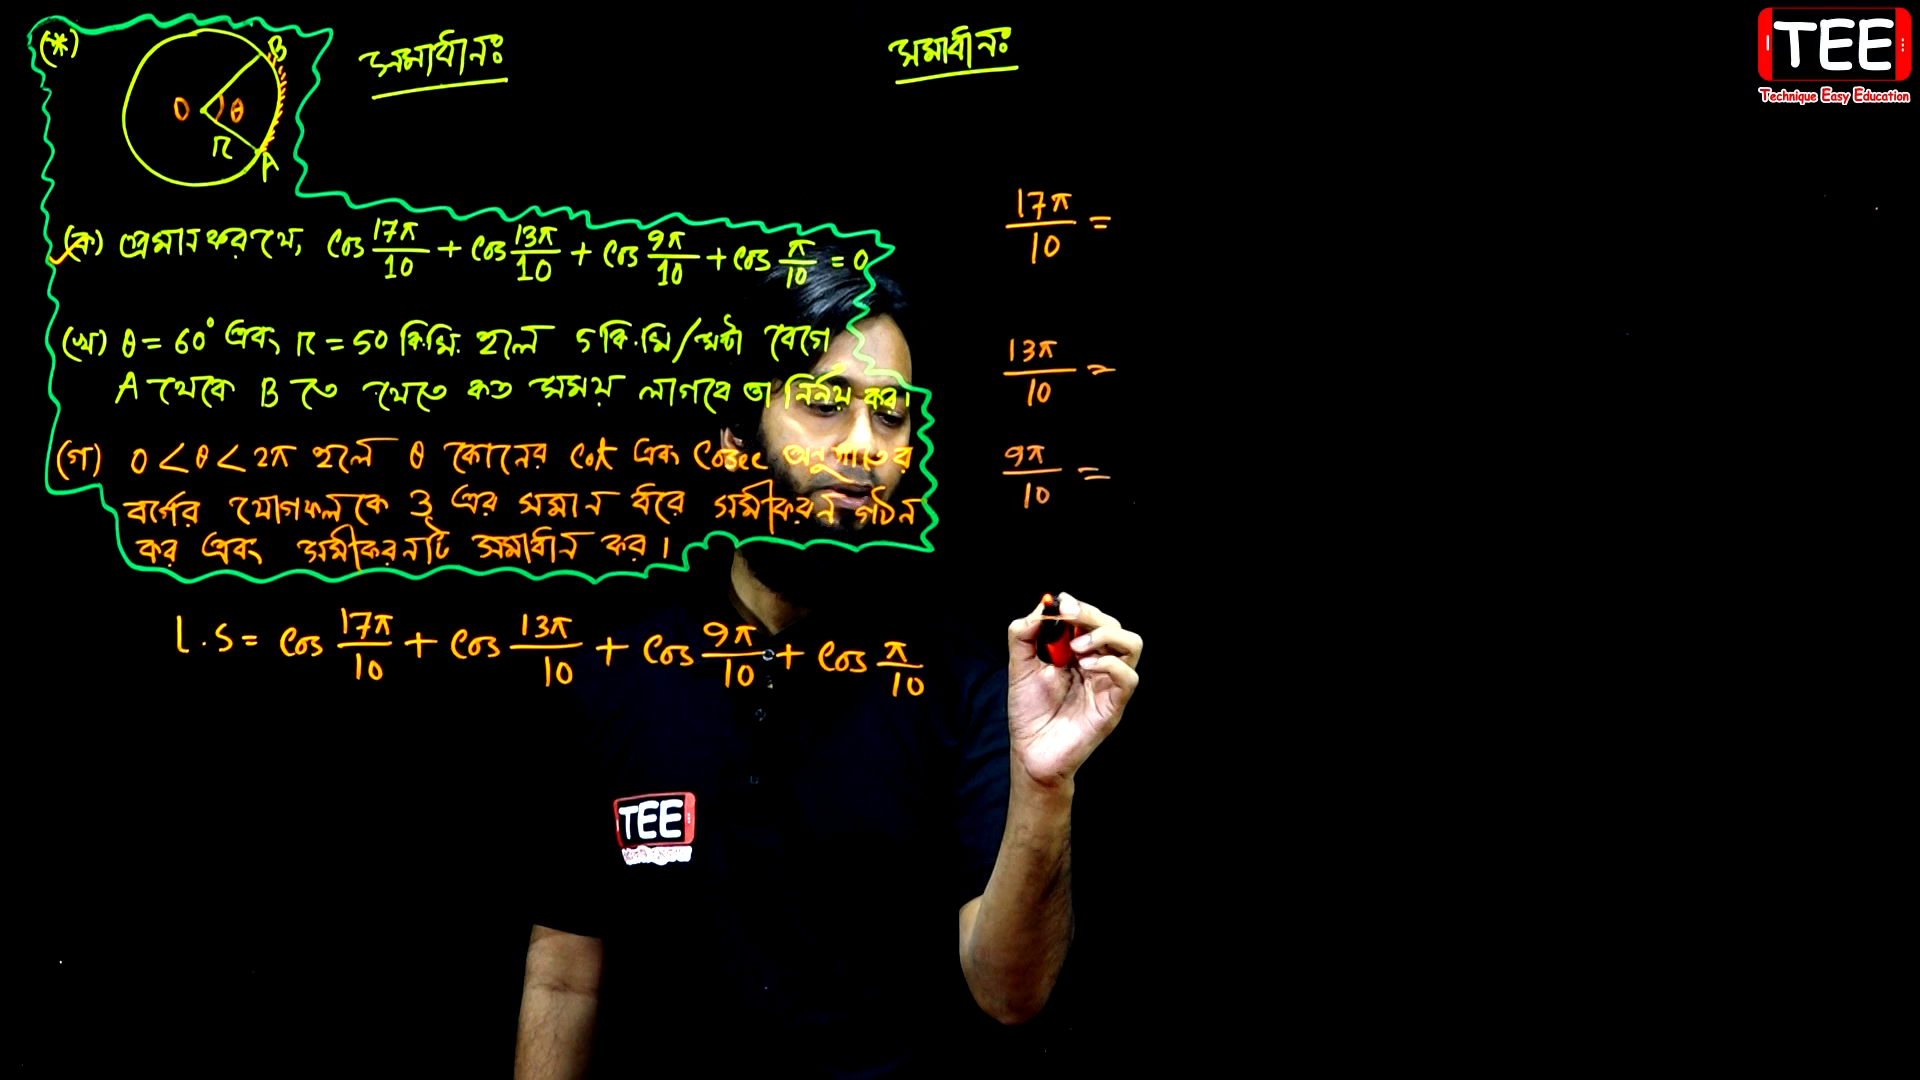 (*)
B
O θ
r
A
সমাধানঃ
সমাধানঃ
TEE
Technique Easy Education
(ক) প্রমান কর যে, cos 17π/10 + cos 13π/10 + cos 9π/10 + cos π/10 = 0
(খ) θ = 60° এবং r = 50 কি.মি. হলে 5 কি.মি/ঘন্টা বেগে
A থেকে B তে যেতে কত সময় লাগবে তা নির্নয় কর।
(গ) 0 < θ < 2π হলে θ কোনের cot এবং cosec অনুপাতের
বর্গের যোগফলকে 3 এর সমান ধরে সমীকরন গঠন
কর এবং সমীকরনটি সমাধান কর।
L.S = cos 17π/10 + cos 13π/10 + cos 9π/10 + cos π/10
17π/10 =
13π/10 =
9π/10 =
TEE